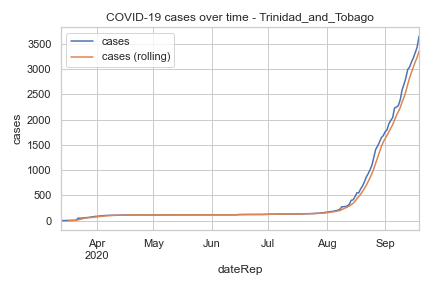 COVID-19 cases over time - Trinidad_and_Tobago
cases
cases (rolling)
3500
3000
2500
2000
1500
1000
500
0
cases
Apr
2020
May
Jun
Jul
Aug
Sep
dateRep